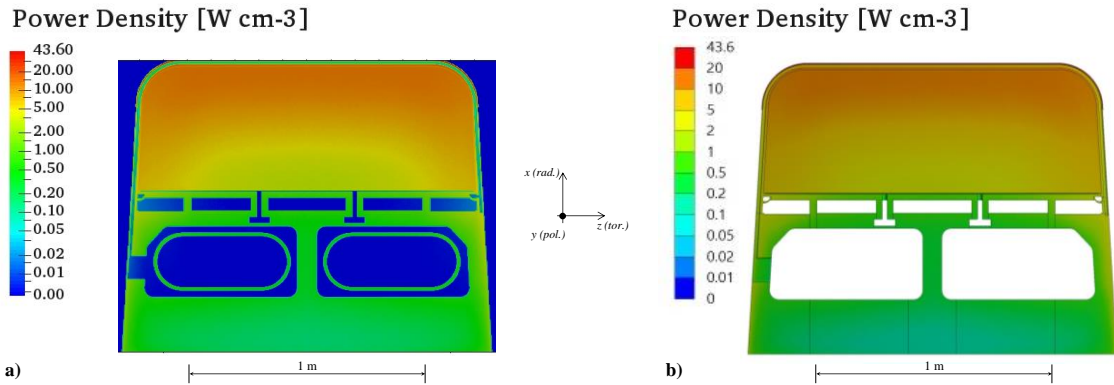 Power Density [W cm-3]
43.60
20.00
10.00
5.00
2.00
1.00
0.50
0.20
0.10
0.05
0.02
0.01
0.00
a)
1 m
x (rad.)
z (tor.)
y (pol.)
Power Density [W cm-3]
43.6
20
10
5
2
1
0.5
0.2
0.1
0.05
0.02
0.01
0
b)
1 m